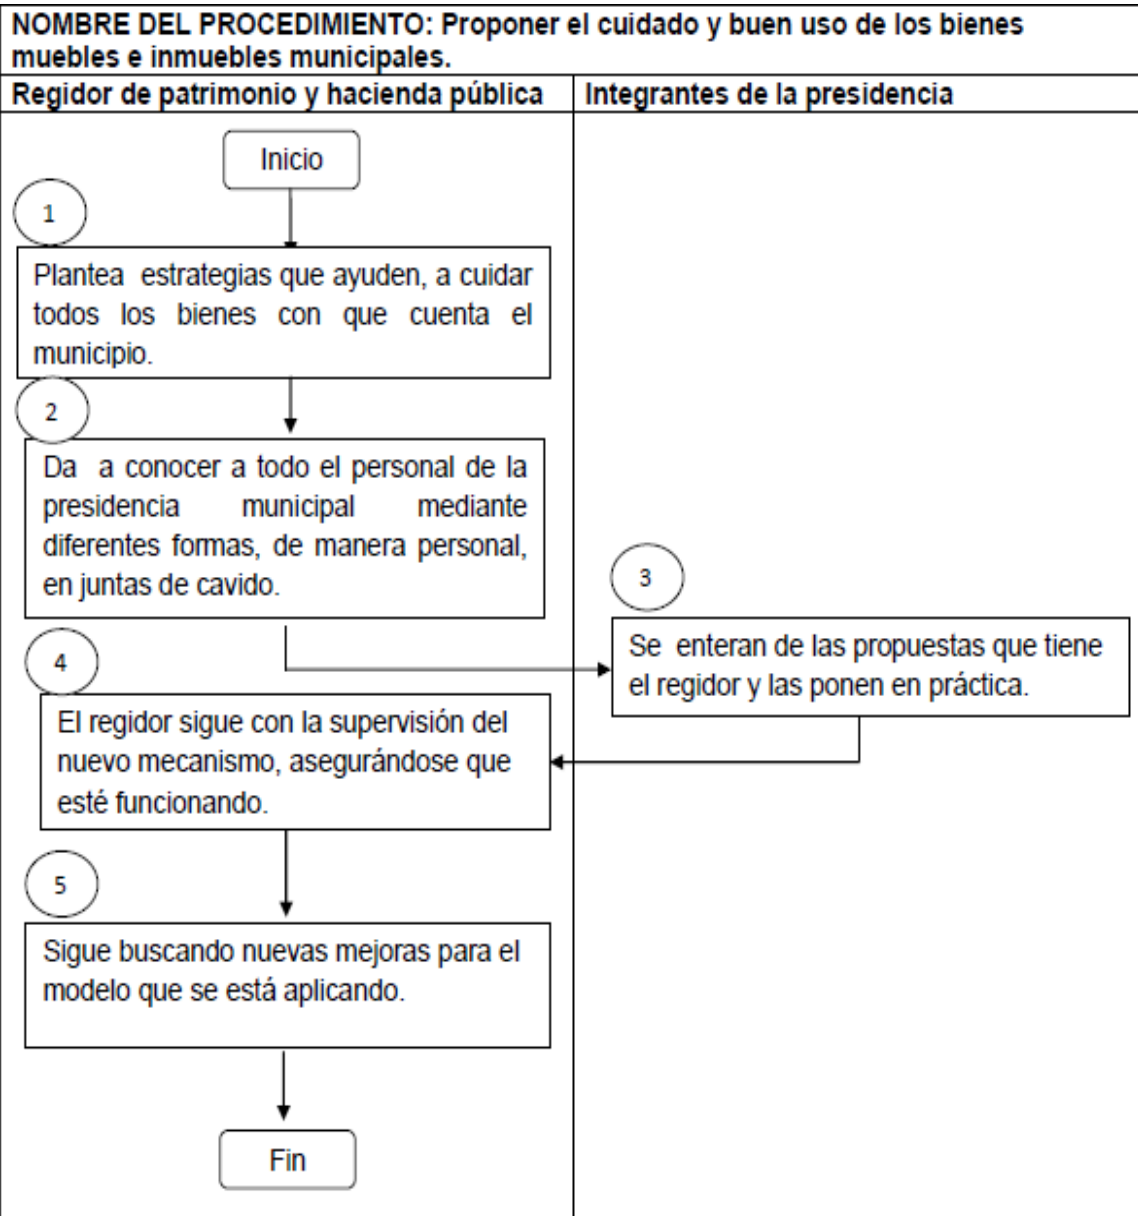 NOMBRE DEL PROCEDIMIENTO: Proponer el cuidado y buen uso de los bienes
muebles e inmuebles municipales.
Regidor de patrimonio y hacienda pública
Integrantes de la presidencia
Inicio
1
Plantea estrategias que ayuden, a cuidar
todos los bienes con que cuenta el
municipio.
2
Da a conocer a todo el personal de la
presidencia municipal mediante
diferentes formas, de manera personal,
en juntas de cavido.
3
Se enteran de las propuestas que tiene
el regidor y las ponen en práctica.
4
El regidor sigue con la supervisión del
nuevo mecanismo, asegurándose que
esté funcionando.
5
Sigue buscando nuevas mejoras para el
modelo que se está aplicando.
Fin